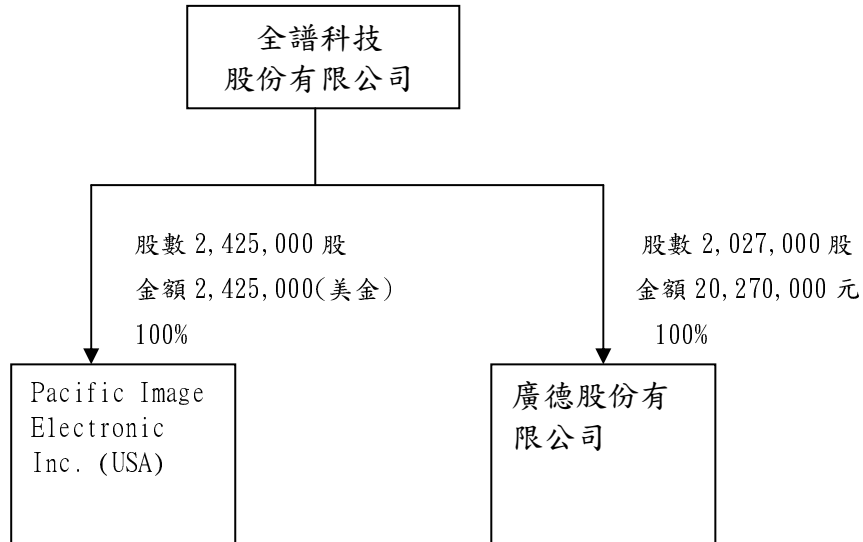 全譜科技
股份有限公司
股數 2,425,000 股
金額 2,425,000(美金)
100%
股數 2,027,000 股
金額 20,270,000 元
100%
Pacific Image
Electronic
Inc. (USA)
廣德股份有
限公司